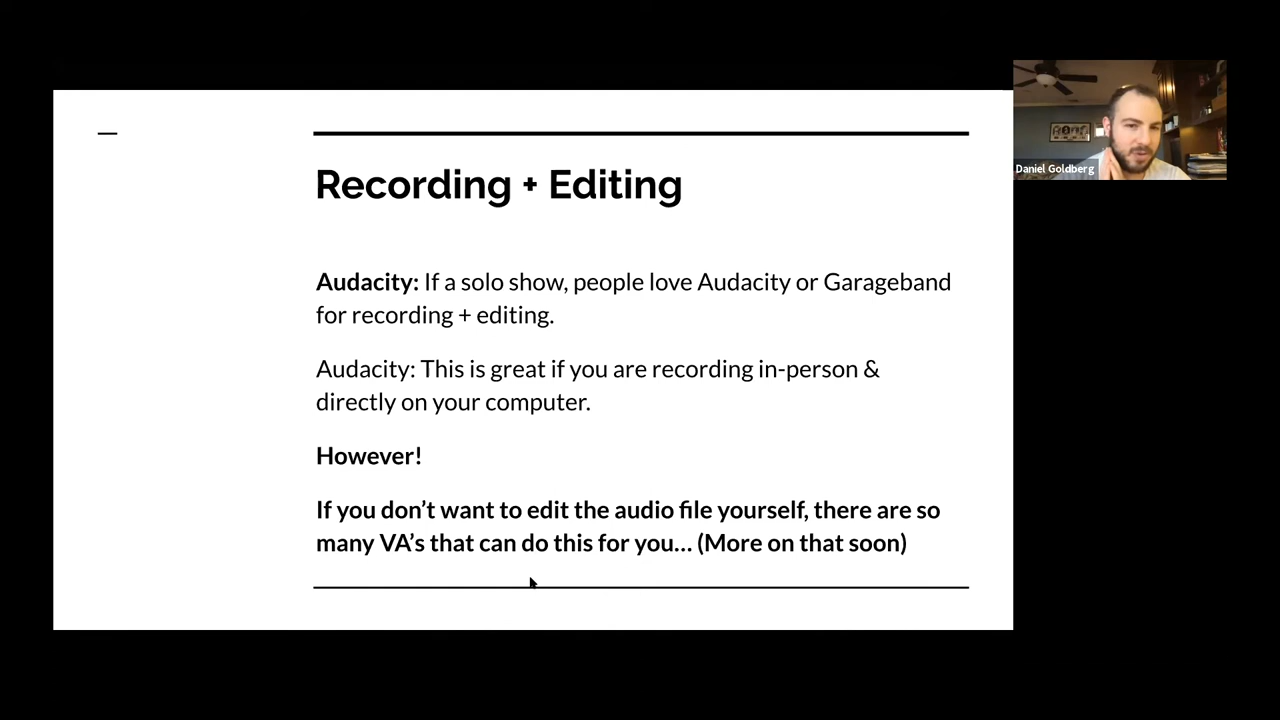 Recording + Editing
Audacity: If a solo show, people love Audacity or Garageband
for recording + editing.
Audacity: This is great if you are recording in-person &
directly on your computer.
However!
If you don’t want to edit the audio file yourself, there are so
many VA’s that can do this for you... (More on that soon)
Daniel Goldberg